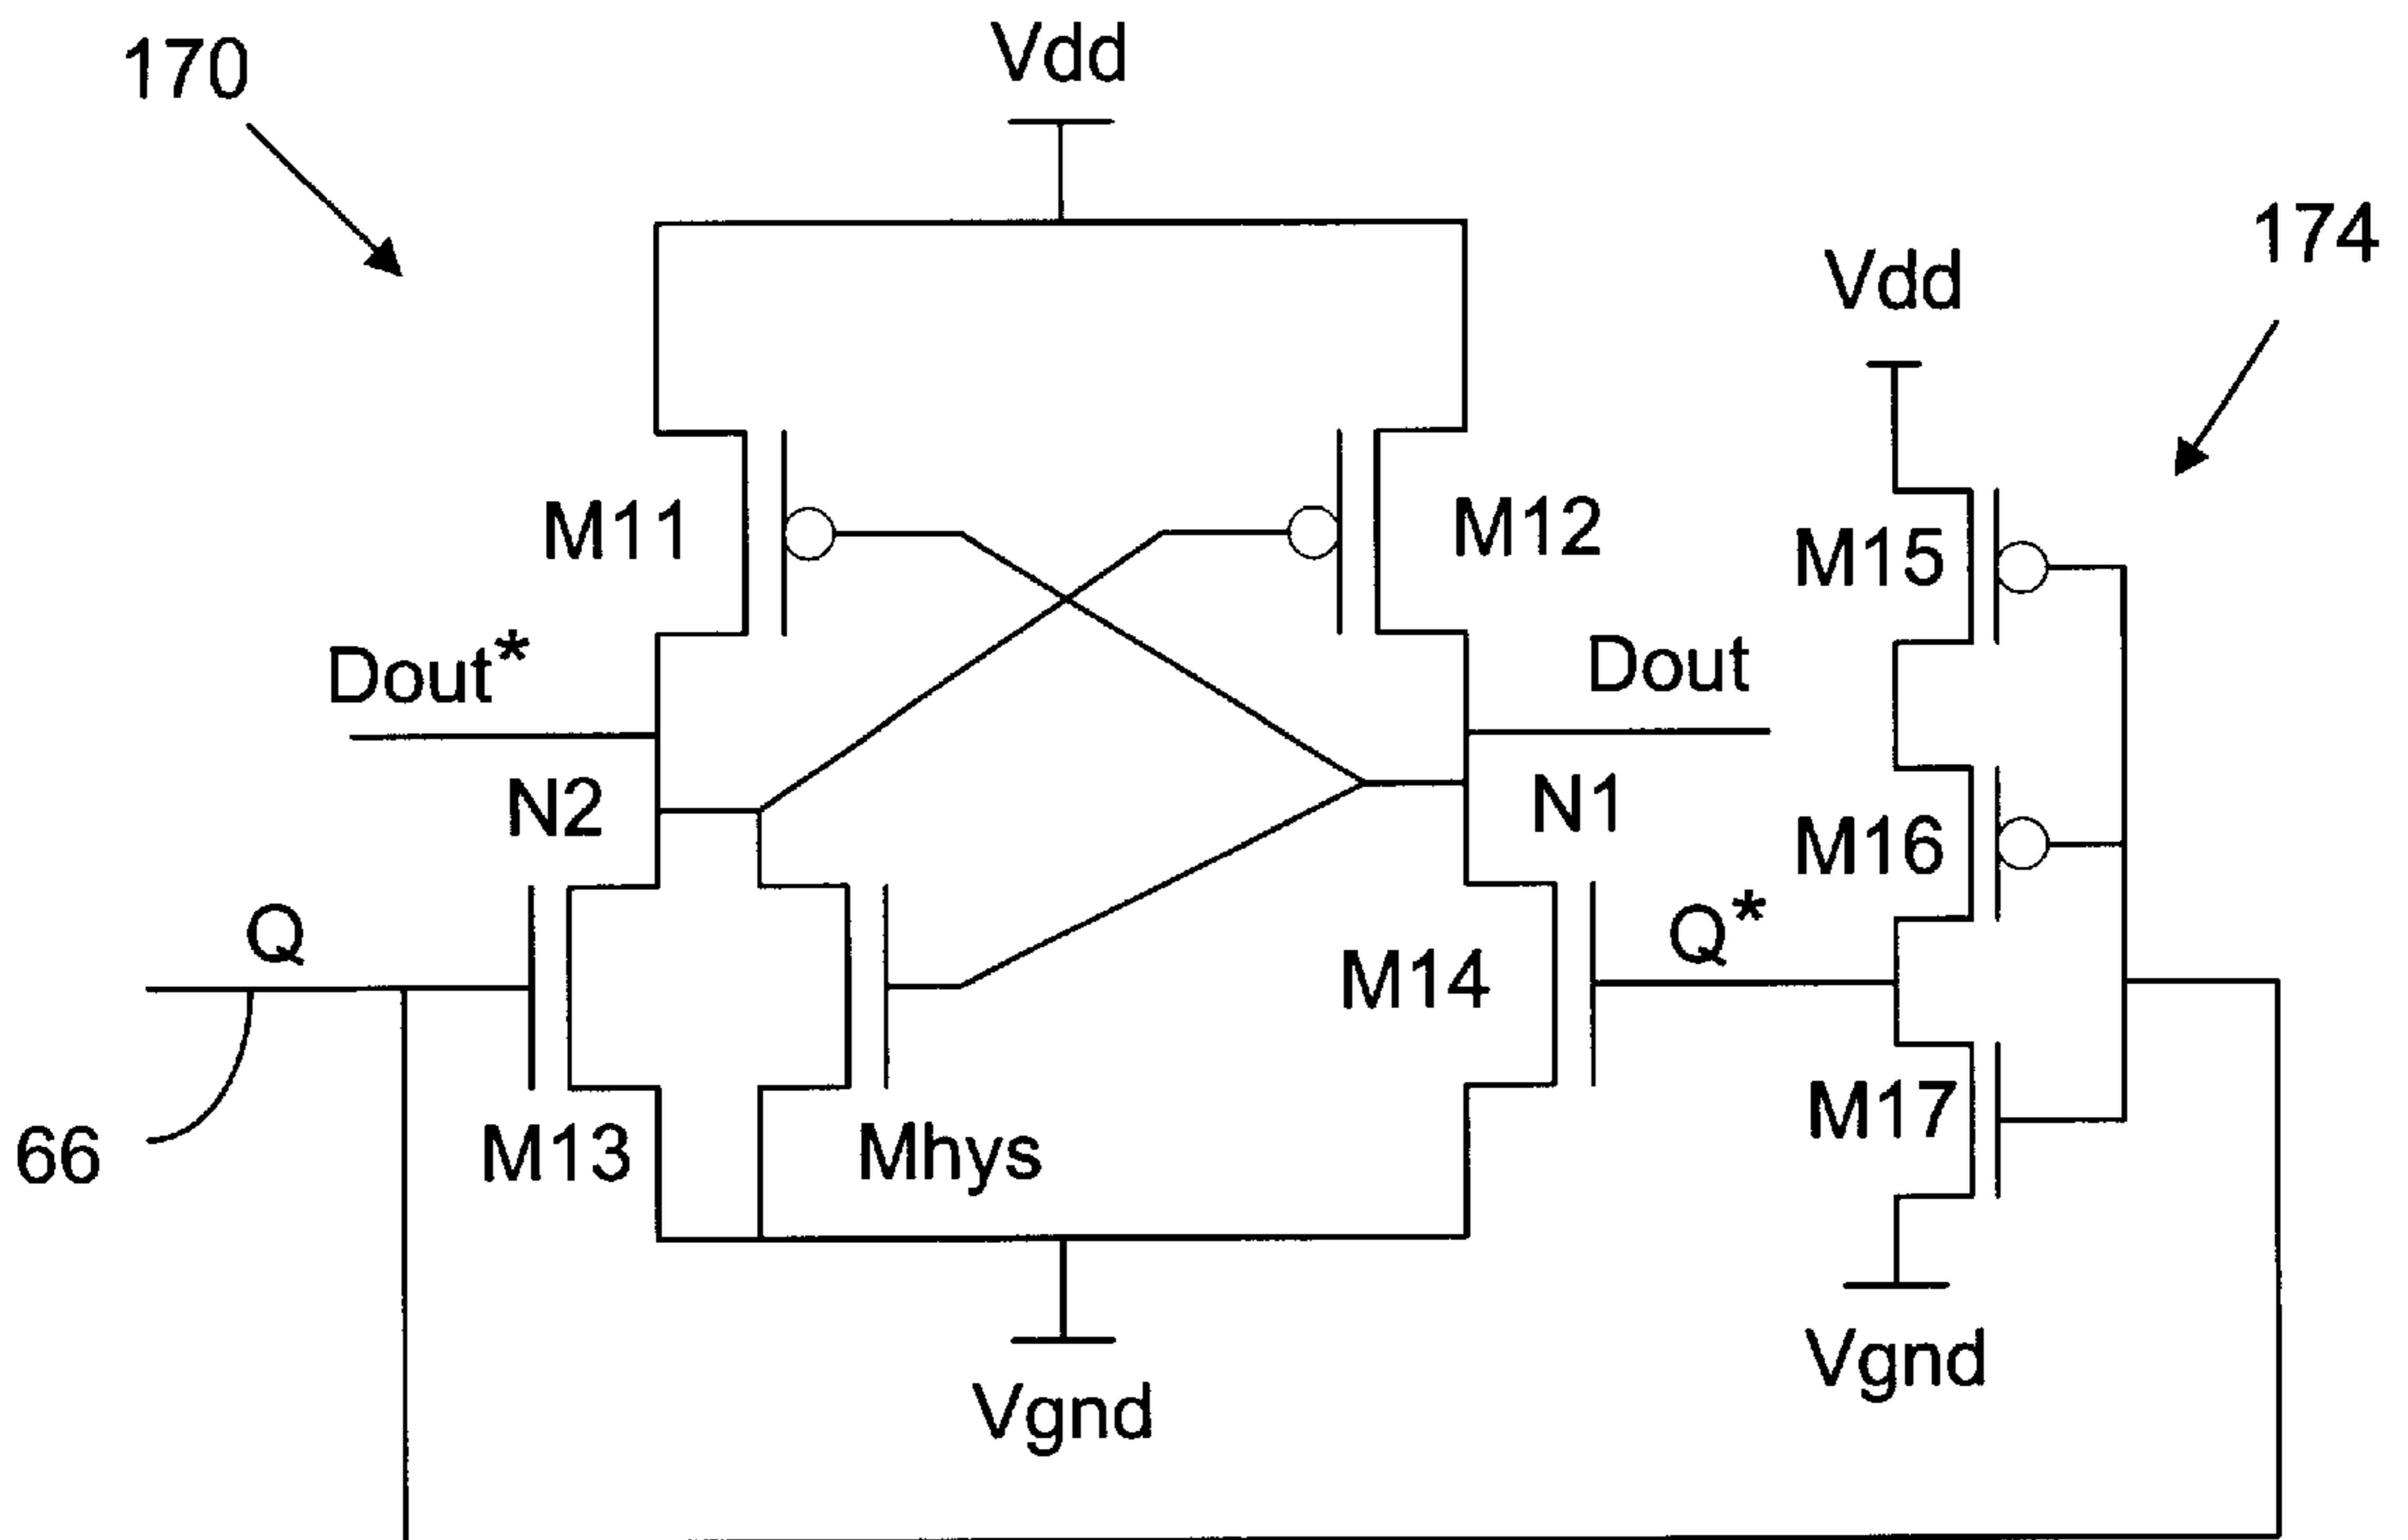 170
Vdd
174
Vdd
M11
M12
M15
Dout*
Dout
N2
N1
M16
Q
Q*
M14
M13
Mhys
M17
66
Vgnd
Vgnd